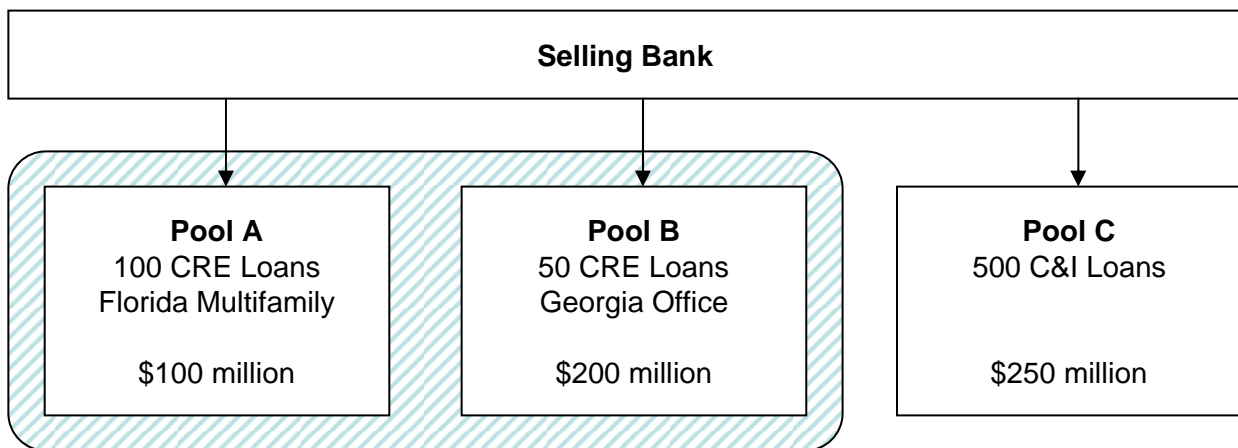 Selling Bank
Pool A
100 CRE Loans
Florida Multifamily
$100 million
Pool B
50 CRE Loans
Georgia Office
$200 million
Pool C
500 C&I Loans
$250 million